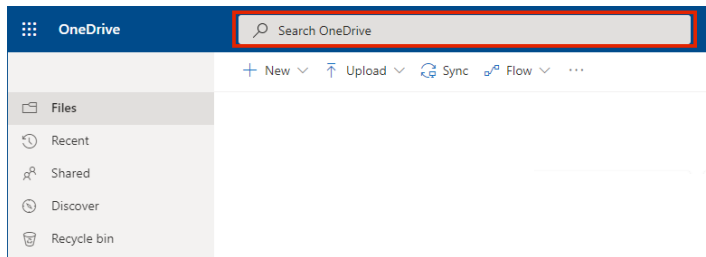 OneDrive
Search OneDrive
New Upload Sync Flow ...
Files
Recent
Shared
Discover
Recycle bin